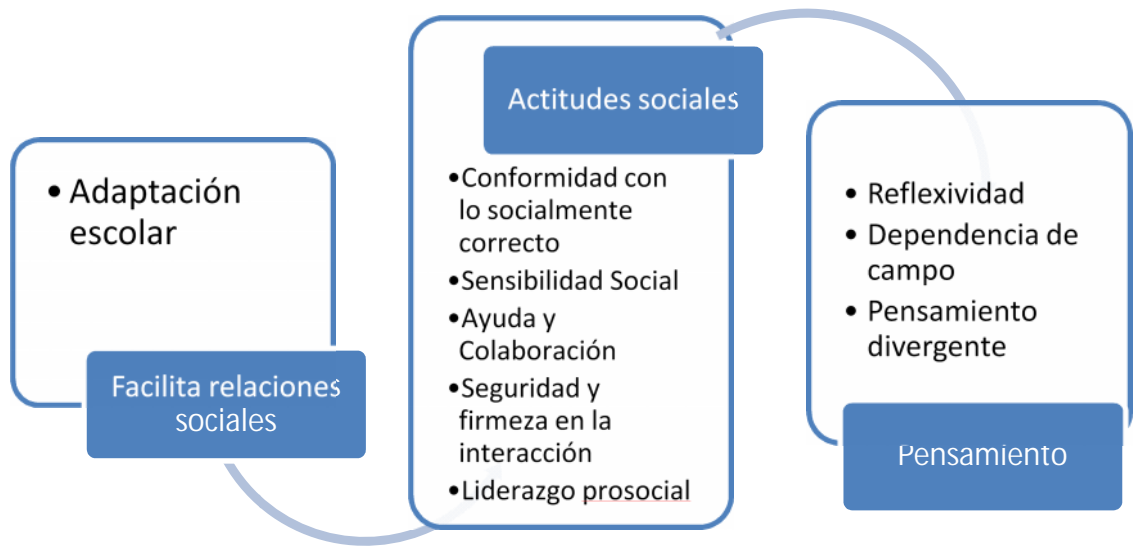 • Adaptación
escolar
Facilita relaciones
sociales
Actitudes sociales
•Conformidad con
lo socialmente
correcto
•Sensibilidad Social
•Ayuda y
Colaboración
•Seguridad y
firmeza en la
interacción
•Liderazgo prosocial
• Reflexividad
• Dependencia de
campo
• Pensamiento
divergente
Pensamiento